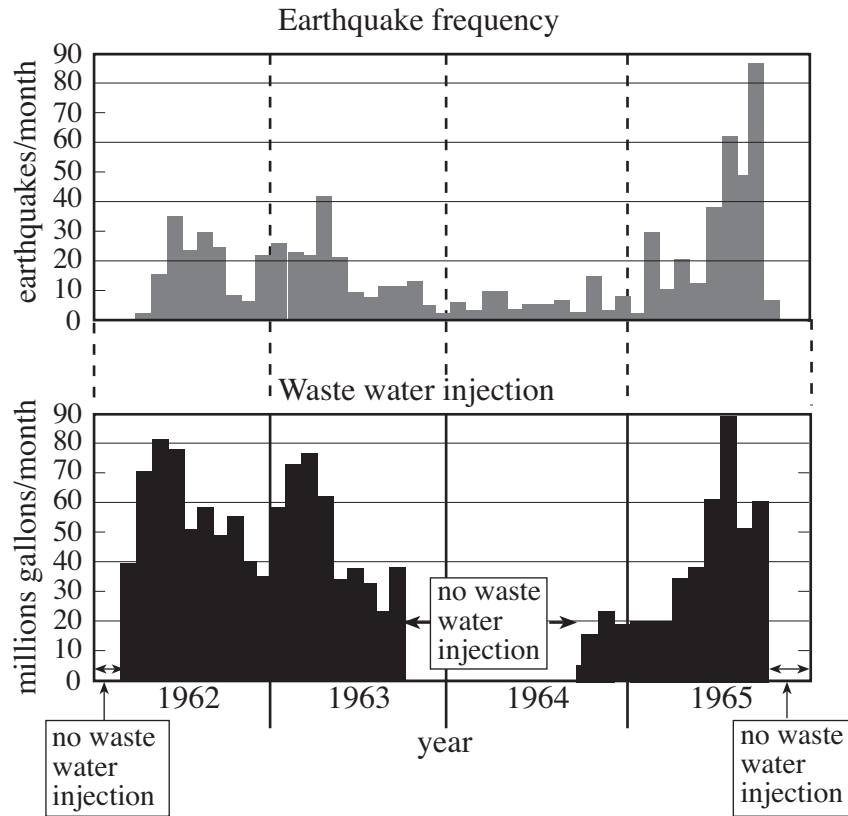 Earthquake frequency
earthquakes/month
90
80
70
60
50
40
30
20
10
0
Waste water injection
millions gallons/month
90
80
70
60
50
40
30
20
10
0
no waste
water
injection
1962
1963
1964
1965
year
no waste
water
injection
no waste
water
injection